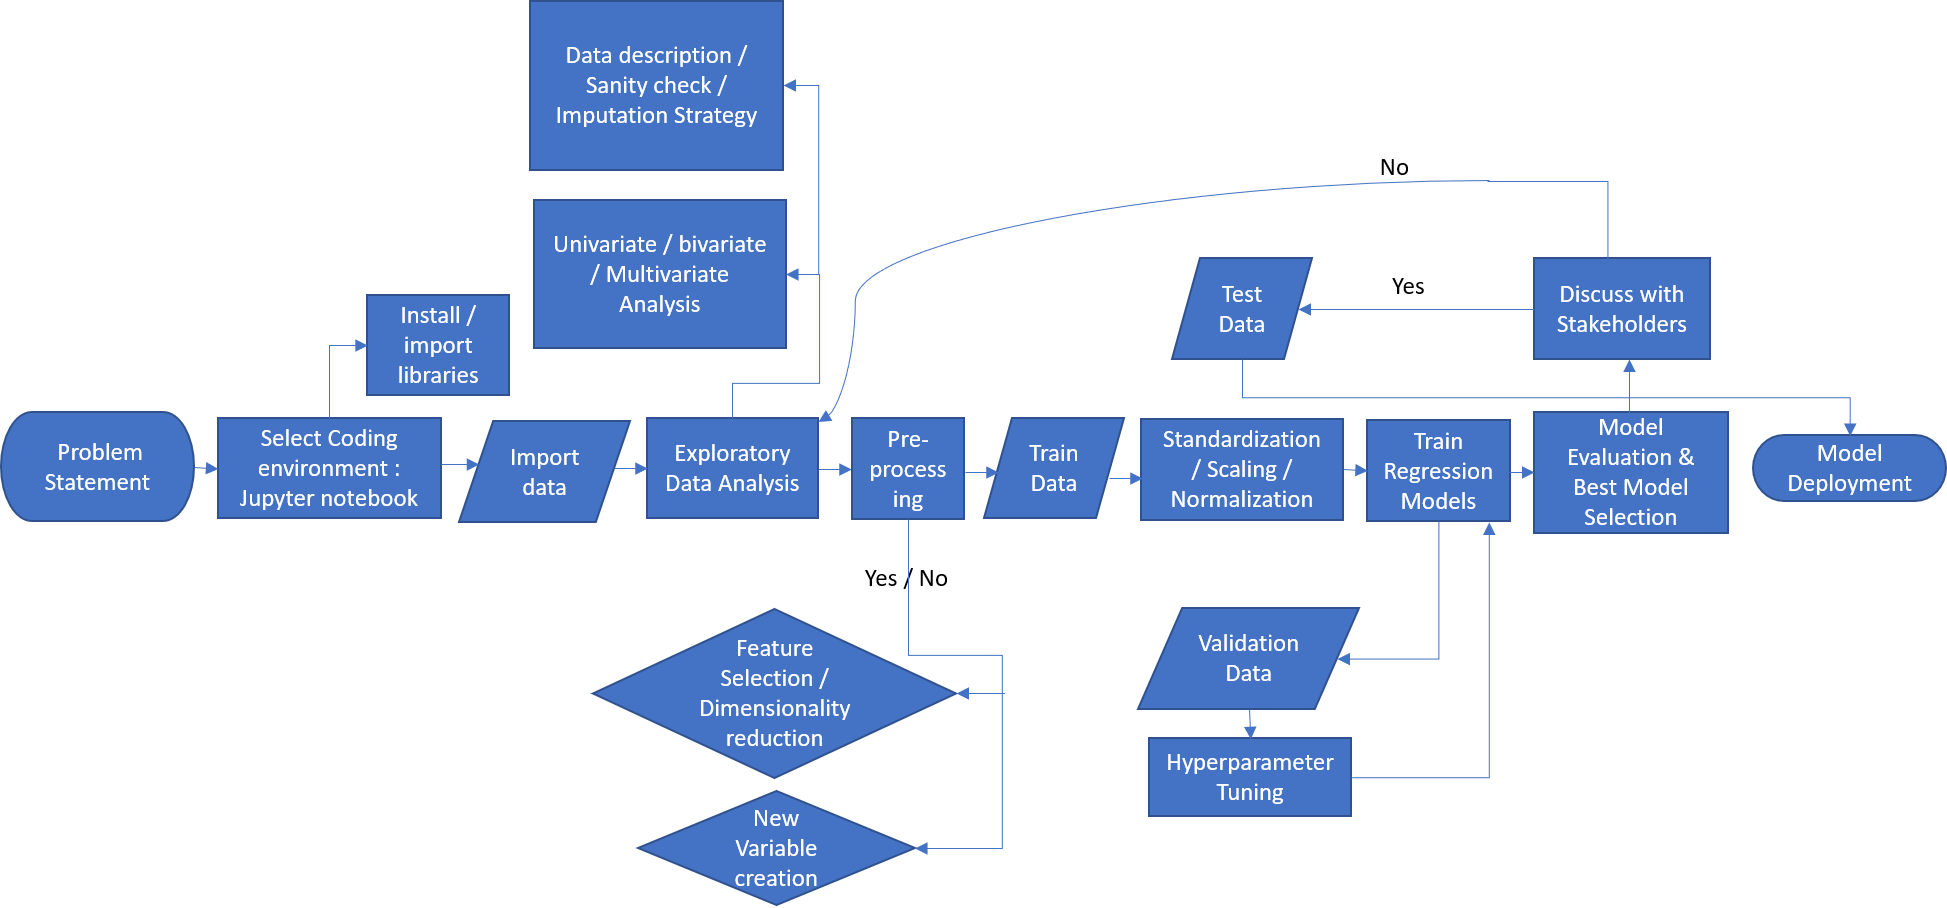 Data description /
Sanity check /
Imputation Strategy
Univariate / bivariate
/ Multivariate
Analysis
No
Test
Data
Yes
Discuss with
Stakeholders
Install /
import
libraries
Problem
Statement
Select Coding
environment :
Jupyter notebook
Import
data
Exploratory
Data Analysis
Pre-
process
ing
Train
Data
Standardization
/ Scaling /
Normalization
Train
Regression
Models
Model
Evaluation &
Best Model
Selection
Model
Deployment
Yes / No
Feature
Selection /
Dimensionality
reduction
Validation
Data
Hyperparameter
Tuning
New
Variable
creation